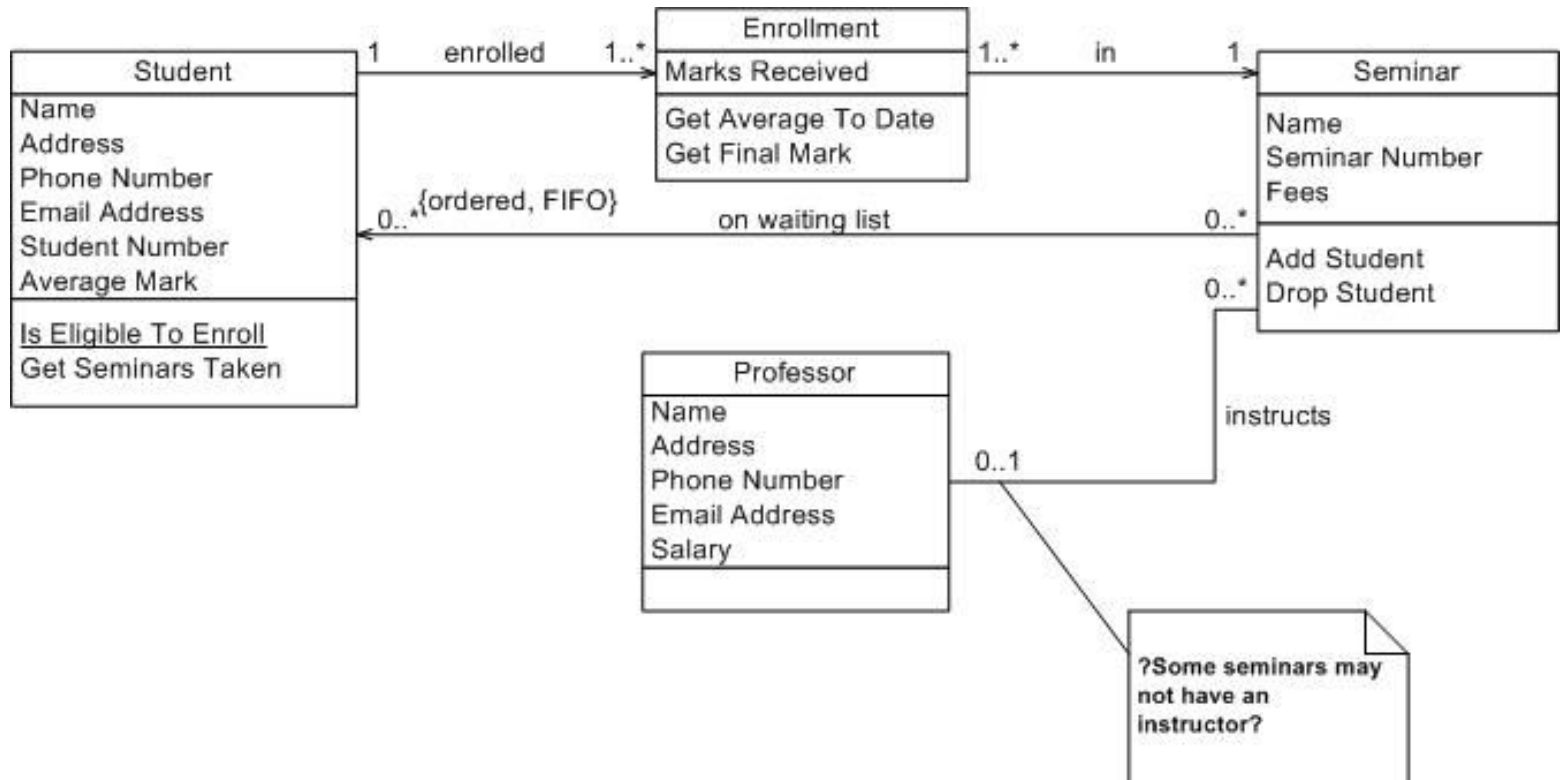 Student
Name
Address
Phone Number
Email Address
Student Number
Average Mark
Is Eligible To Enroll
Get Seminars Taken
1 enrolled 1..*
Enrollment
Marks Received
Get Average To Date
Get Final Mark
1..* in 1
Seminar
Name
Seminar Number
Fees
Add Student
Drop Student
0..* {ordered, FIFO} on waiting list 0..*
0..*
instructs
0..1
Professor
Name
Address
Phone Number
Email Address
Salary
?Some seminars may
not have an
instructor?